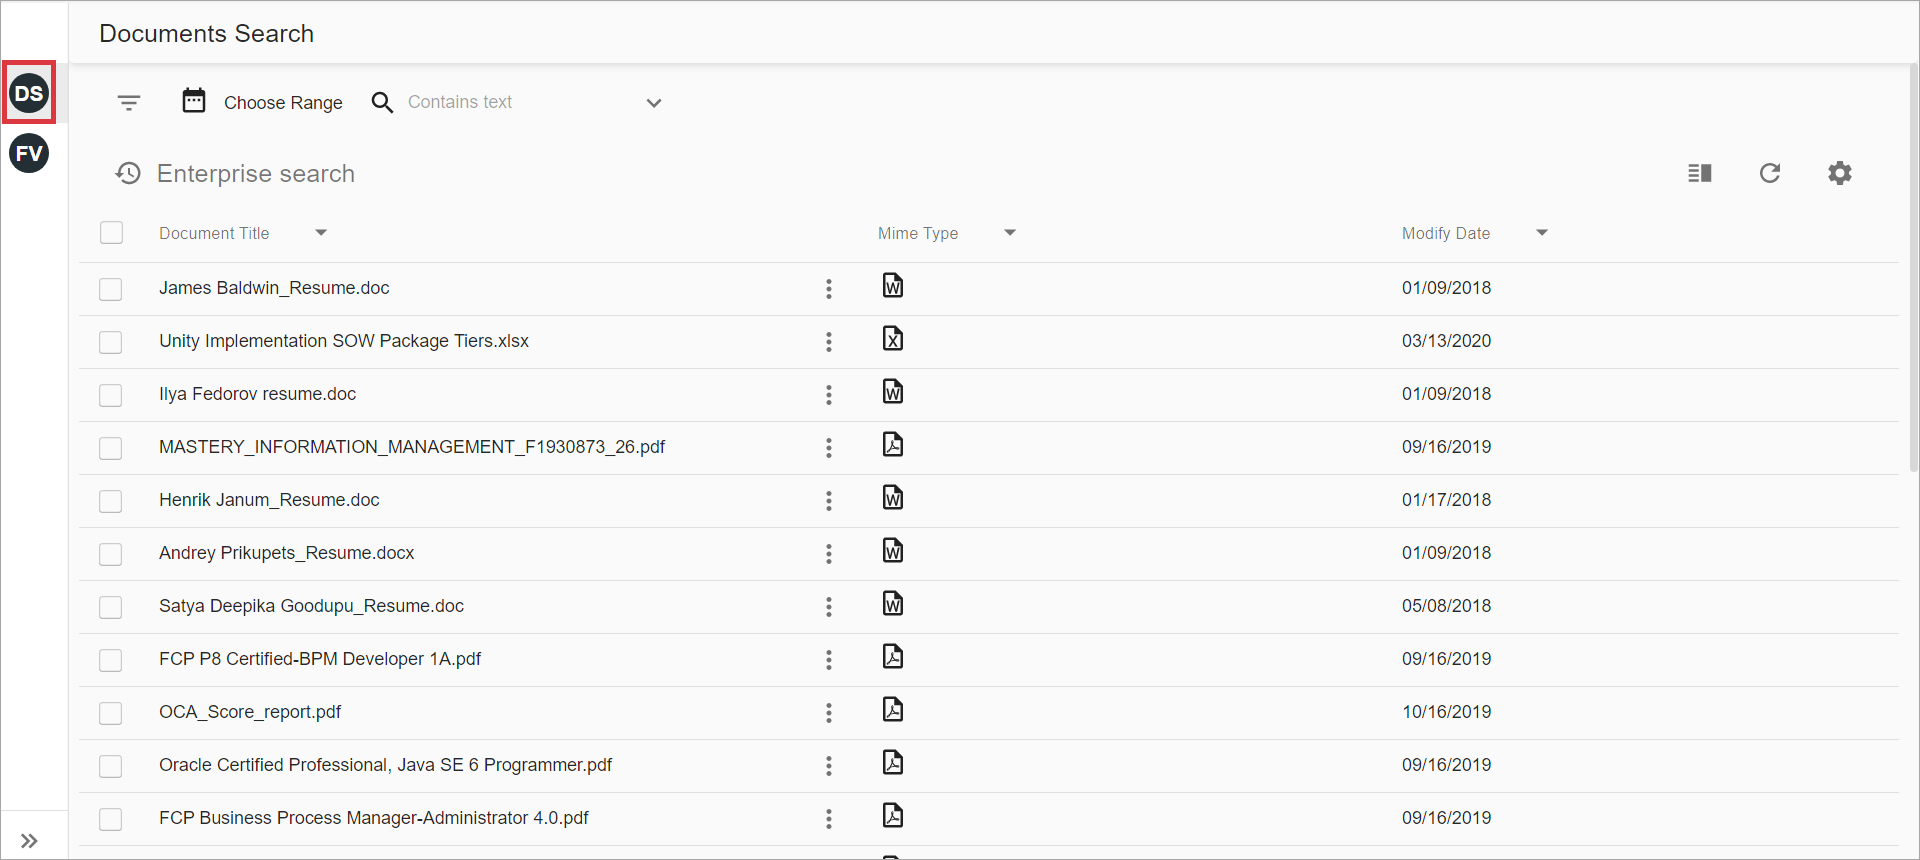 Documents Search
DS
FV
Choose Range
Contains text
Enterprise search
Document Title Mime Type Modify Date
James Baldwin_Resume.doc W 01/09/2018
Unity Implementation SOW Package Tiers.xlsx X 03/13/2020
Ilya Fedorov resume.doc W 01/09/2018
MASTERY_INFORMATION_MANAGEMENT_F1930873_26.pdf 09/16/2019
Henrik Janum_Resume.doc W 01/17/2018
Andrey Prikupets_Resume.docx W 01/09/2018
Satya Deepika Goodupu_Resume.doc W 05/08/2018
FCP P8 Certified-BPM Developer 1A.pdf 09/16/2019
OCA_Score_report.pdf 10/16/2019
Oracle Certified Professional, Java SE 6 Programmer.pdf 09/16/2019
FCP Business Process Manager-Administrator 4.0.pdf 09/16/2019